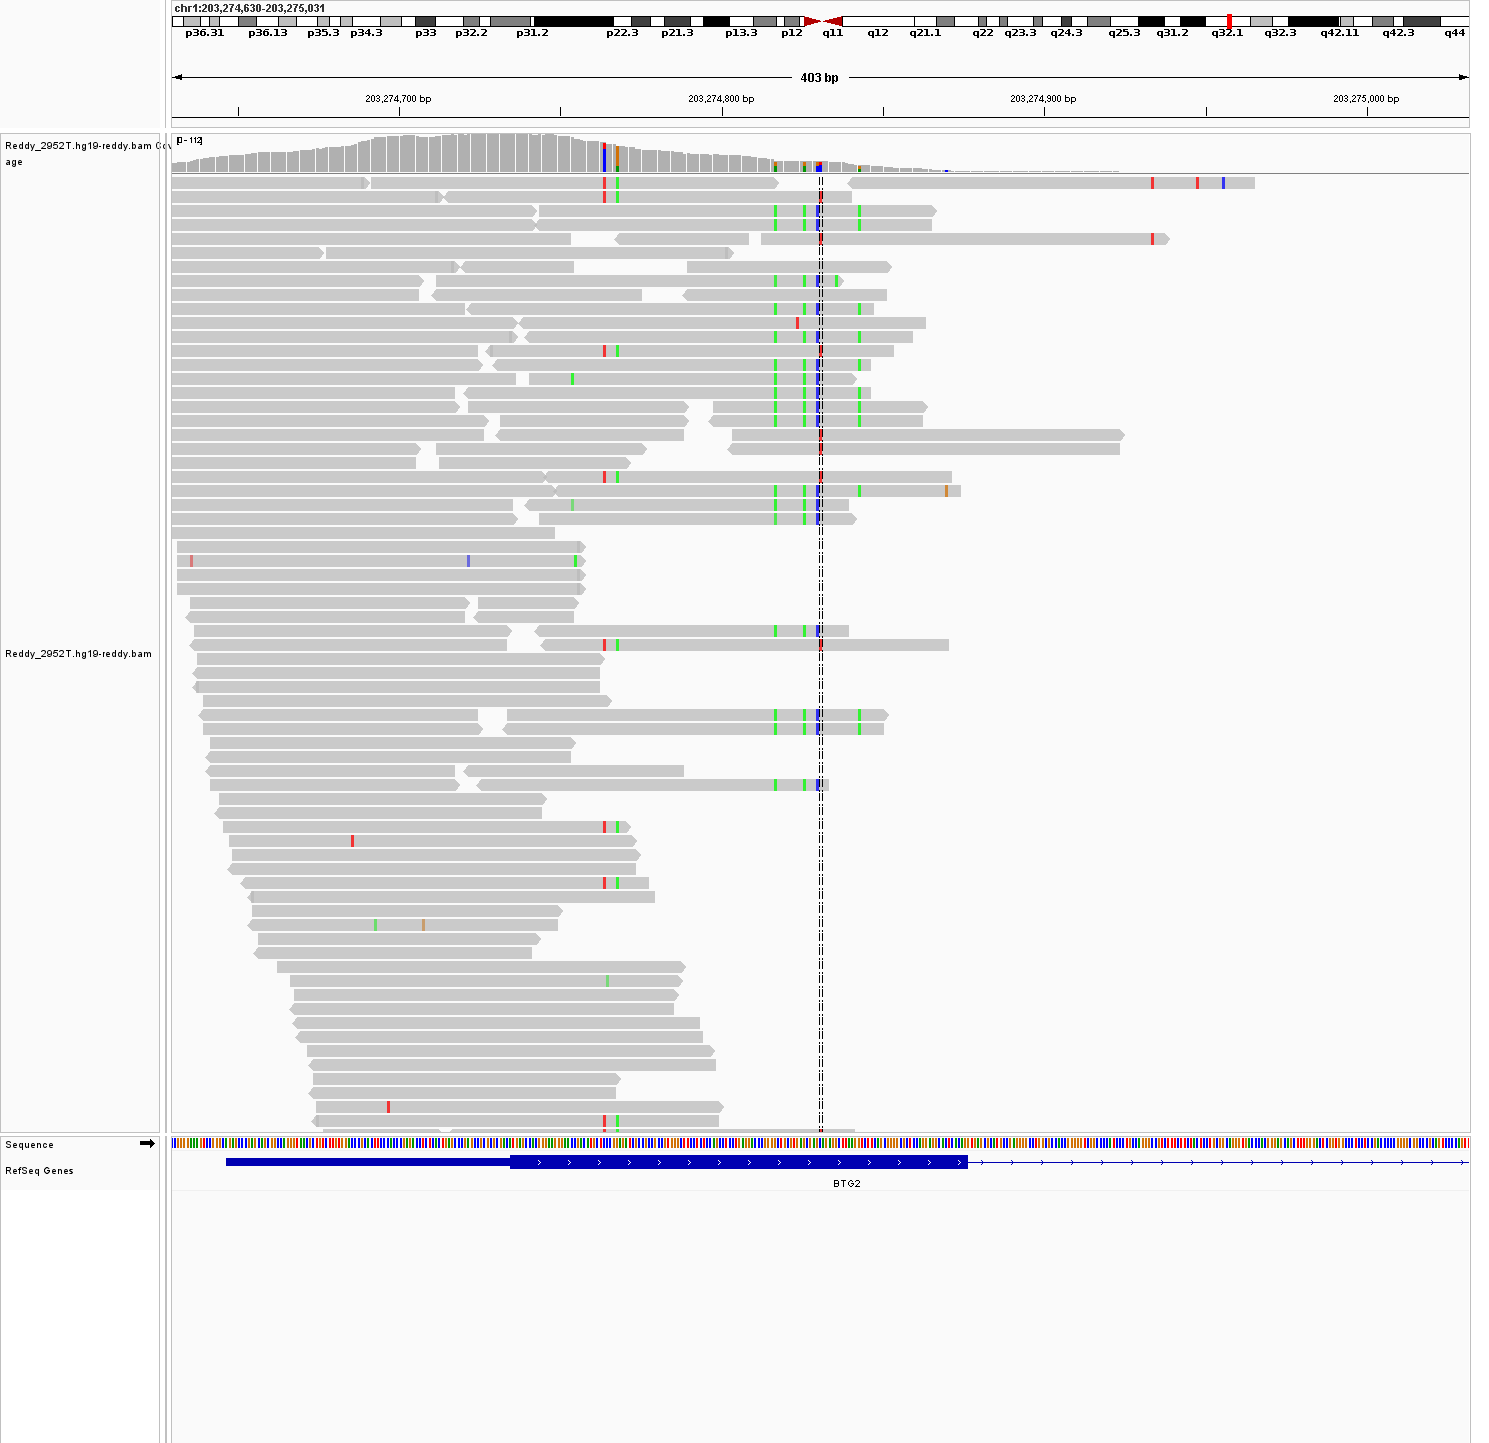 chr1:203,274,630-203,275,031
p36.31 p36.13 p35.3 p34.3 p33 p32.2 p31.2 p22.3 p21.3 p13.3 p12 q11 q12 q21.1 q22 q23.3 q24.3 q25.3 q31.2 q32.1 q32.3 q42.11 q42.3 q44
403 bp
203,274,700 bp 203,274,800 bp 203,274,900 bp 203,275,000 bp
[0 - 112]
Reddy_2952T.hg19-reddy.bam Cov
age
Reddy_2952T.hg19-reddy.bam
Sequence
RefSeq Genes
BTG2